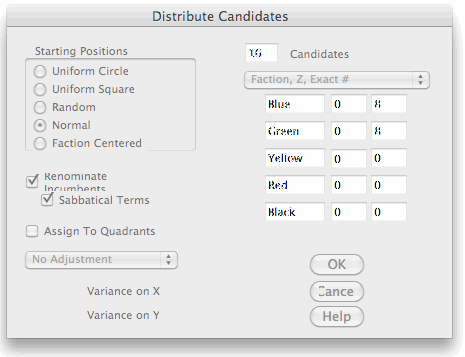 Distribute Candidates
Starting Positions
Uniform Circle
Uniform Square
Random
Normal
Faction Centered
Renominate
Incumbents
Sabbatical Terms
Assign To Quadrants
No Adjustment
Variance on X
Variance on Y
16 Candidates
Faction, Z, Exact #
Blue 0 8
Green 0 8
Yellow 0 0
Red 0 0
Black 0 0
OK
Cance
Help